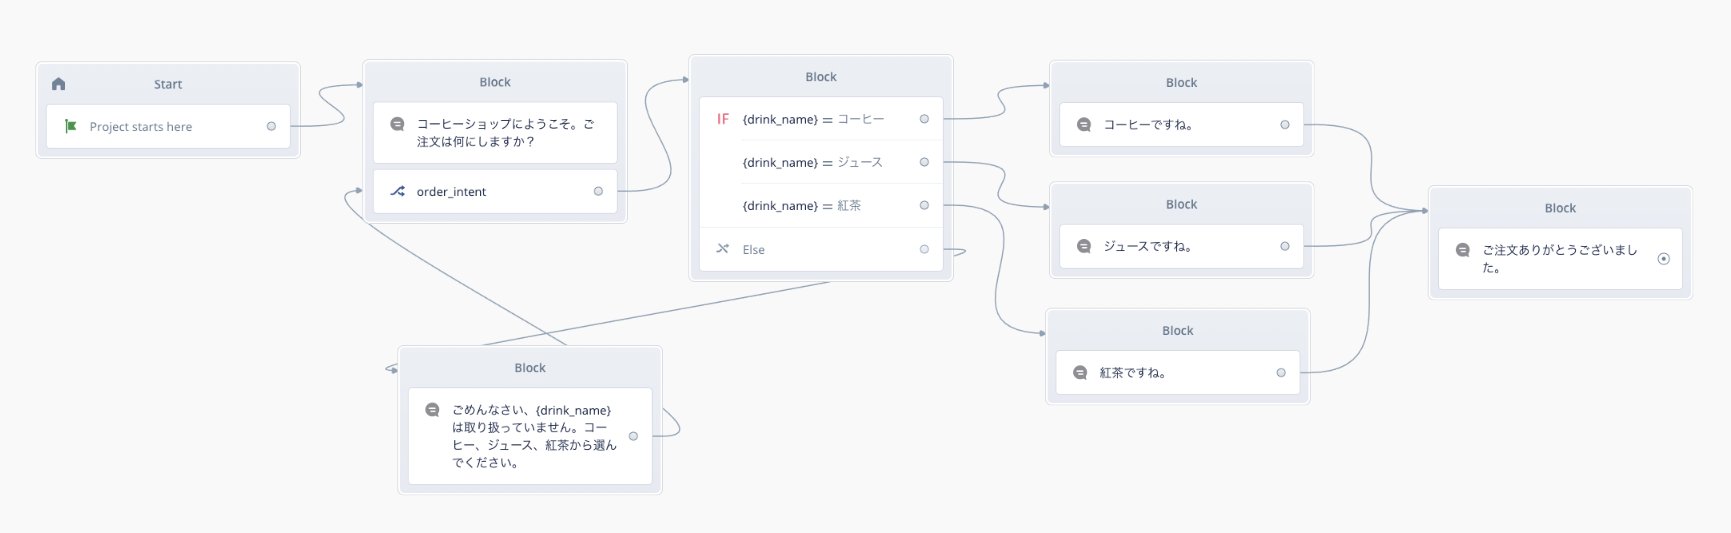 Start
Project starts here
Block
コーヒーショップにようこそ。ご
注文は何にしますか？
order_intent
Block
IF {drink_name} = コーヒー
{drink_name} = ジュース
{drink_name} = 紅茶
Else
Block
コーヒーですね。
Block
ジュースですね。
Block
紅茶ですね。
Block
ご注文ありがとうございまし
た。
Block
ごめんなさい、{drink_name}
は取り扱っていません。コー
ヒー、ジュース、紅茶から選ん
でください。